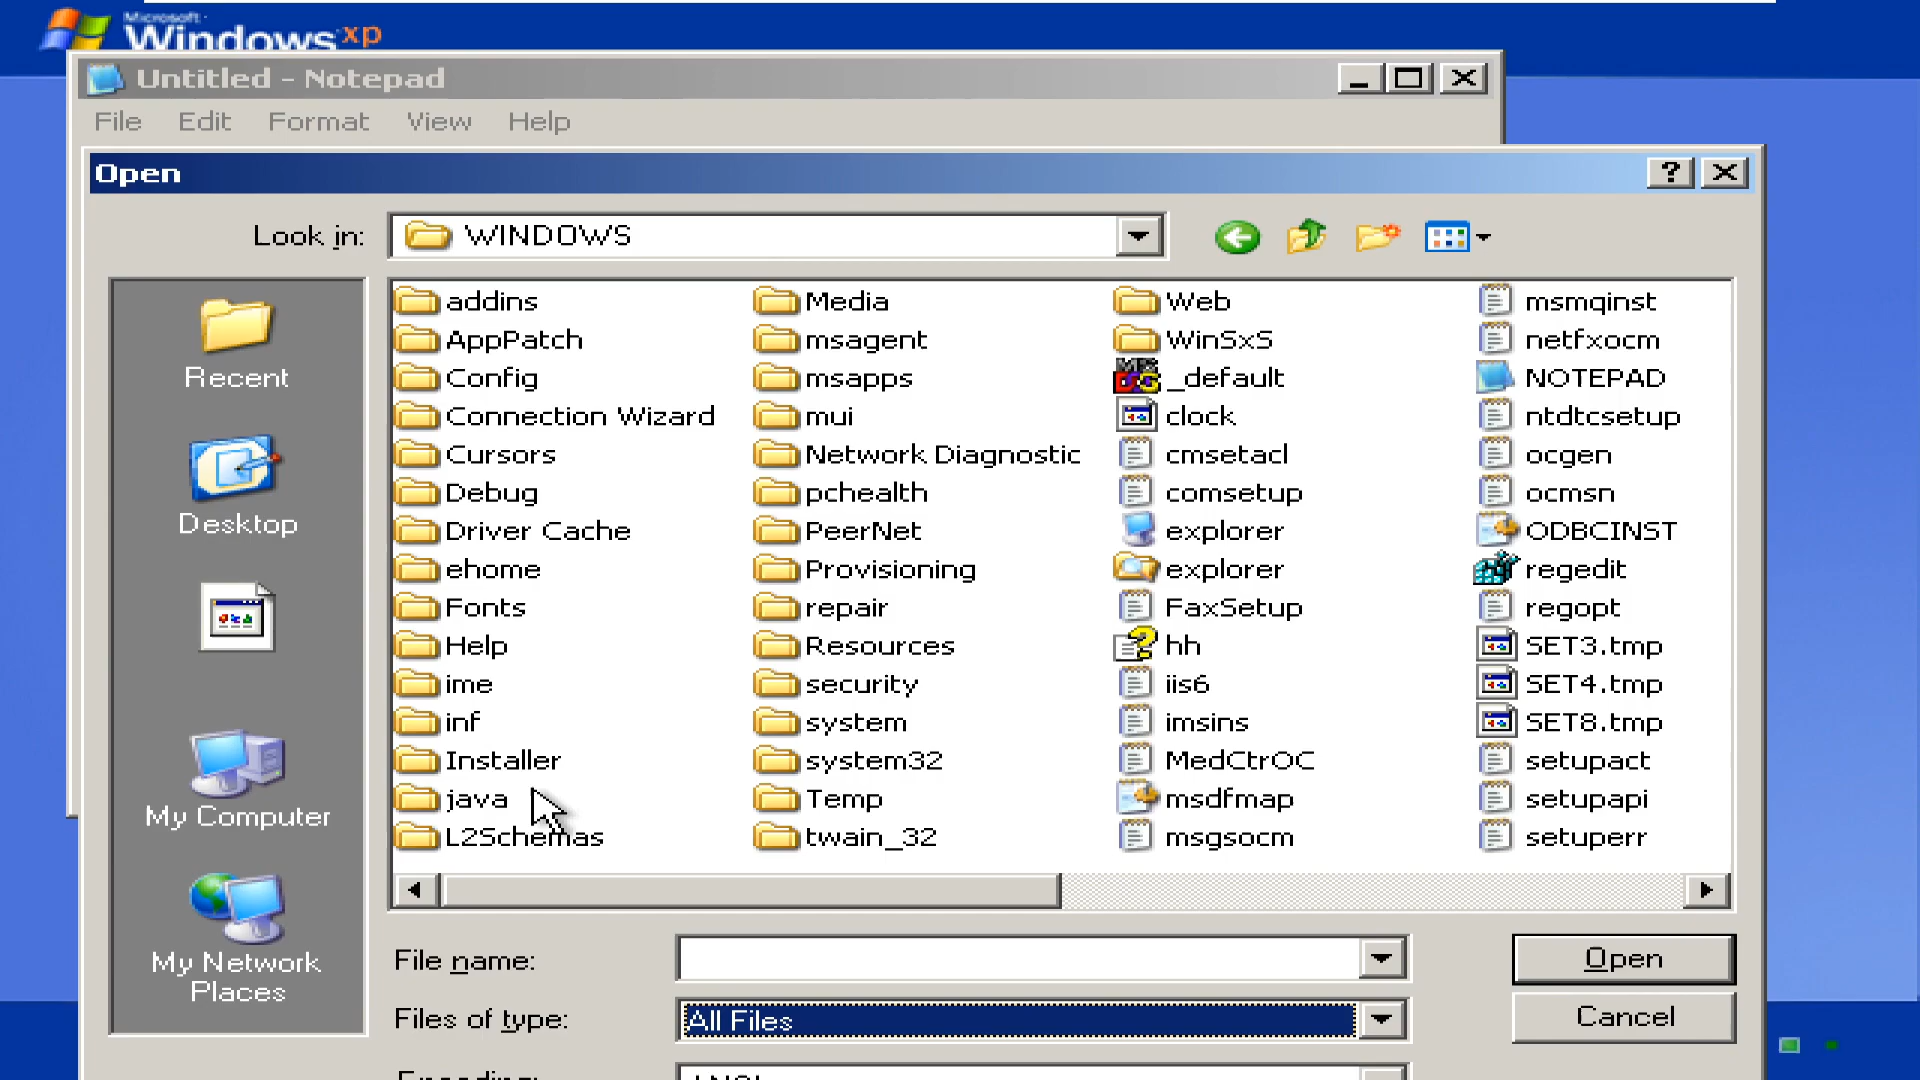 Microsoft
Windows xp
Untitled - Notepad
File Edit Format View Help
Open
Look in: WINDOWS
Recent
Desktop
My Computer
My Network
Places
addins
AppPatch
Config
Connection Wizard
Cursors
Debug
Driver Cache
ehome
Fonts
Help
ime
inf
Installer
java
L2Schemas
Media
msagent
msapps
mui
Network Diagnostic
pchealth
PeerNet
Provisioning
repair
Resources
security
system
system32
Temp
twain_32
Web
WinSxS
_default
clock
cmsetacl
comsetup
explorer
explorer
FaxSetup
hh
iis6
imsins
MedCtrOC
msdfmap
msgsocm
msmqinst
netfxocm
NOTEPAD
ntdtcsetup
ocgen
ocmsn
ODBCINST
regedit
regopt
SET3.tmp
SET4.tmp
SET8.tmp
setupact
setupapi
setuperr
File name:
Open
Files of type: All Files
Cancel